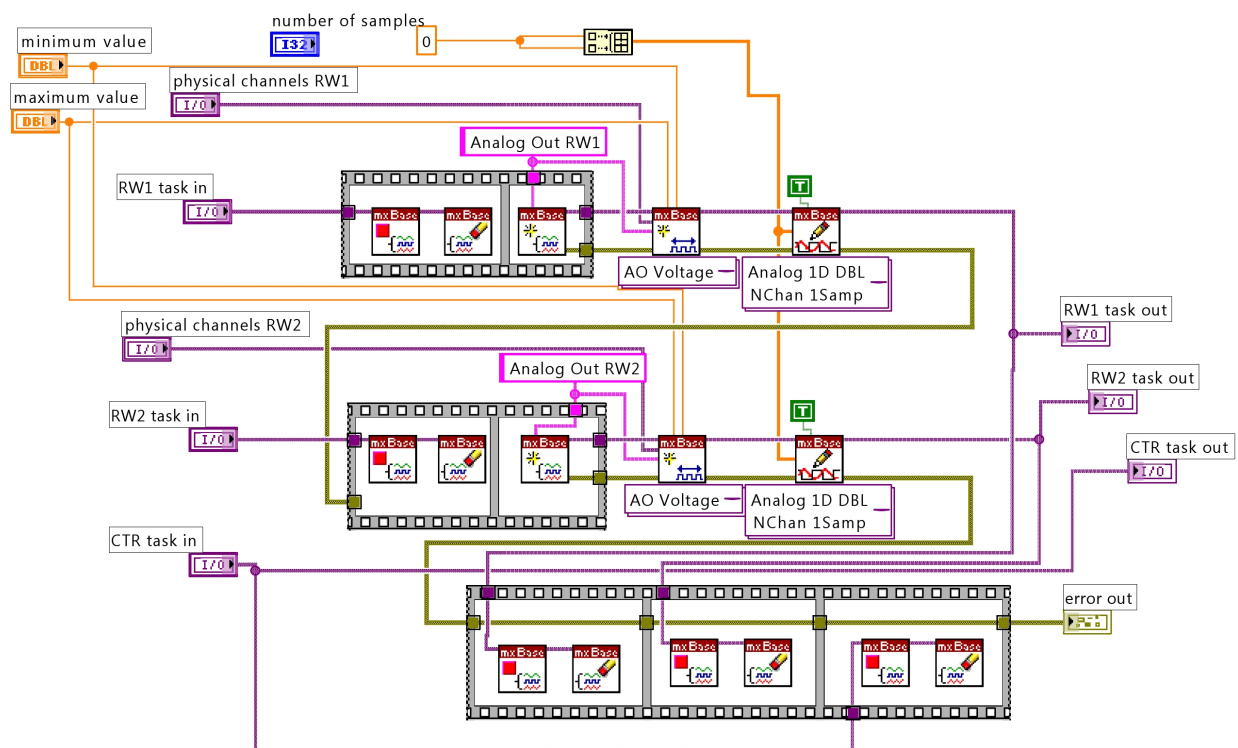 number of samples
I32
0
minimum value
DBL
physical channels RW1
I/O
maximum value
DBL
Analog Out RW1
RW1 task in
I/O
T
mxBase
mxBase
mxBase
mxBase
mxBase
AO Voltage
Analog 1D DBL
NChan 1Samp
RW1 task out
I/O
physical channels RW2
I/O
Analog Out RW2
RW2 task out
I/O
RW2 task in
I/O
T
mxBase
mxBase
mxBase
mxBase
mxBase
CTR task out
I/O
AO Voltage
Analog 1D DBL
NChan 1Samp
CTR task in
I/O
error out
mxBase
mxBase
mxBase
mxBase
mxBase
mxBase